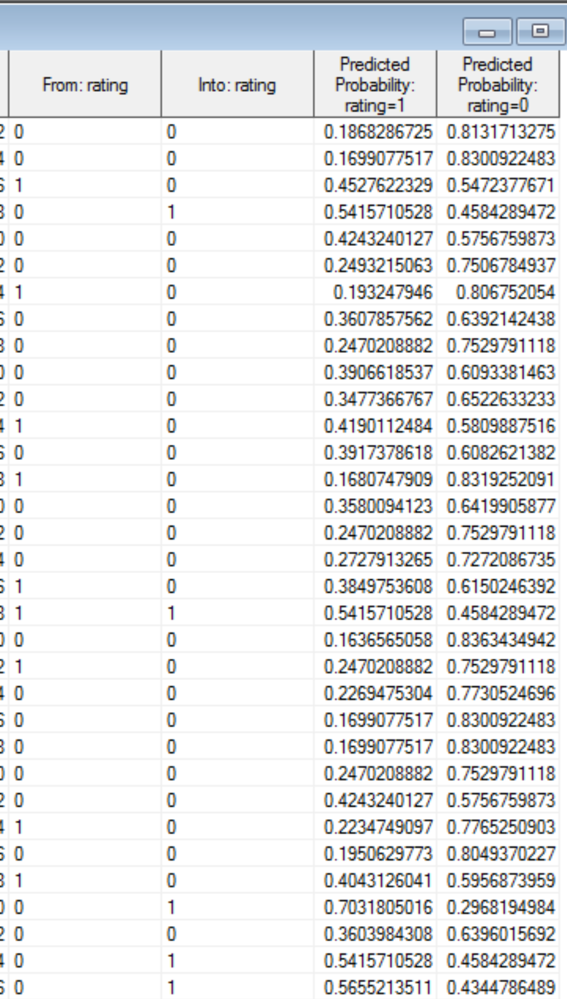 From: rating Into: rating Predicted Probability: rating=1 Predicted Probability: rating=0
2 0 0 0.1868286725 0.8131713275
4 0 0 0.1699077517 0.8300922483
6 1 0 0.4527622329 0.5472377671
8 0 1 0.5415710528 0.4584289472
0 0 0 0.4243240127 0.5756759873
2 0 0 0.2493215063 0.7506784937
4 1 0 0.193247946 0.806752054
6 0 0 0.3607857562 0.6392142438
8 0 0 0.2470208882 0.7529791118
0 0 0 0.3906618537 0.6093381463
2 0 0 0.3477366767 0.6522633233
4 1 0 0.4190112484 0.5809887516
6 0 0 0.3917378618 0.6082621382
8 1 0 0.1680747909 0.8319252091
0 0 0 0.3580094123 0.6419905877
2 0 0 0.2470208882 0.7529791118
4 0 0 0.2727913265 0.7272086735
6 1 0 0.3849753608 0.6150246392
8 1 1 0.5415710528 0.4584289472
0 0 0 0.1636565058 0.8363434942
2 1 0 0.2470208882 0.7529791118
4 0 0 0.2269475304 0.7730524696
6 0 0 0.1699077517 0.8300922483
8 0 0 0.1699077517 0.8300922483
0 0 0 0.2470208882 0.7529791118
2 0 0 0.4243240127 0.5756759873
4 1 0 0.2234749097 0.7765250903
6 0 0 0.1950629773 0.8049370227
8 1 0 0.4043126041 0.5956873959
0 0 1 0.7031805016 0.2968194984
2 0 0 0.3603984308 0.6396015692
4 0 1 0.5415710528 0.4584289472
6 0 1 0.5655213511 0.4344786489